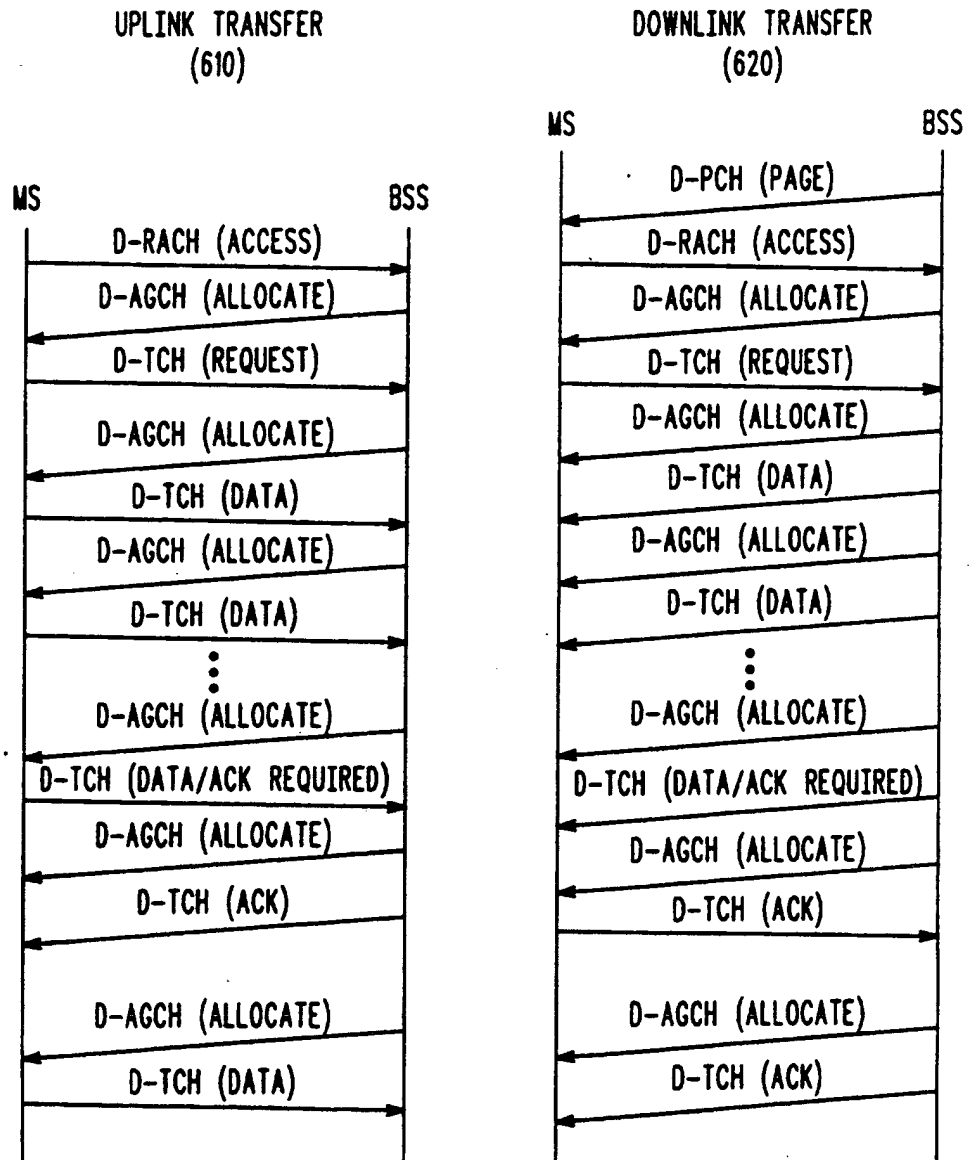 UPLINK TRANSFER
(610)
MS
BSS
D-RACH (ACCESS)
D-AGCH (ALLOCATE)
D-TCH (REQUEST)
D-AGCH (ALLOCATE)
D-TCH (DATA)
D-AGCH (ALLOCATE)
D-TCH (DATA)
D-AGCH (ALLOCATE)
D-TCH (DATA/ACK REQUIRED)
D-AGCH (ALLOCATE)
D-TCH (ACK)
D-AGCH (ALLOCATE)
D-TCH (DATA)
DOWNLINK TRANSFER
(620)
MS
BSS
D-PCH (PAGE)
D-RACH (ACCESS)
D-AGCH (ALLOCATE)
D-TCH (REQUEST)
D-AGCH (ALLOCATE)
D-TCH (DATA)
D-AGCH (ALLOCATE)
D-TCH (DATA)
D-AGCH (ALLOCATE)
D-TCH (DATA/ACK REQUIRED)
D-AGCH (ALLOCATE)
D-TCH (ACK)
D-AGCH (ALLOCATE)
D-TCH (ACK)